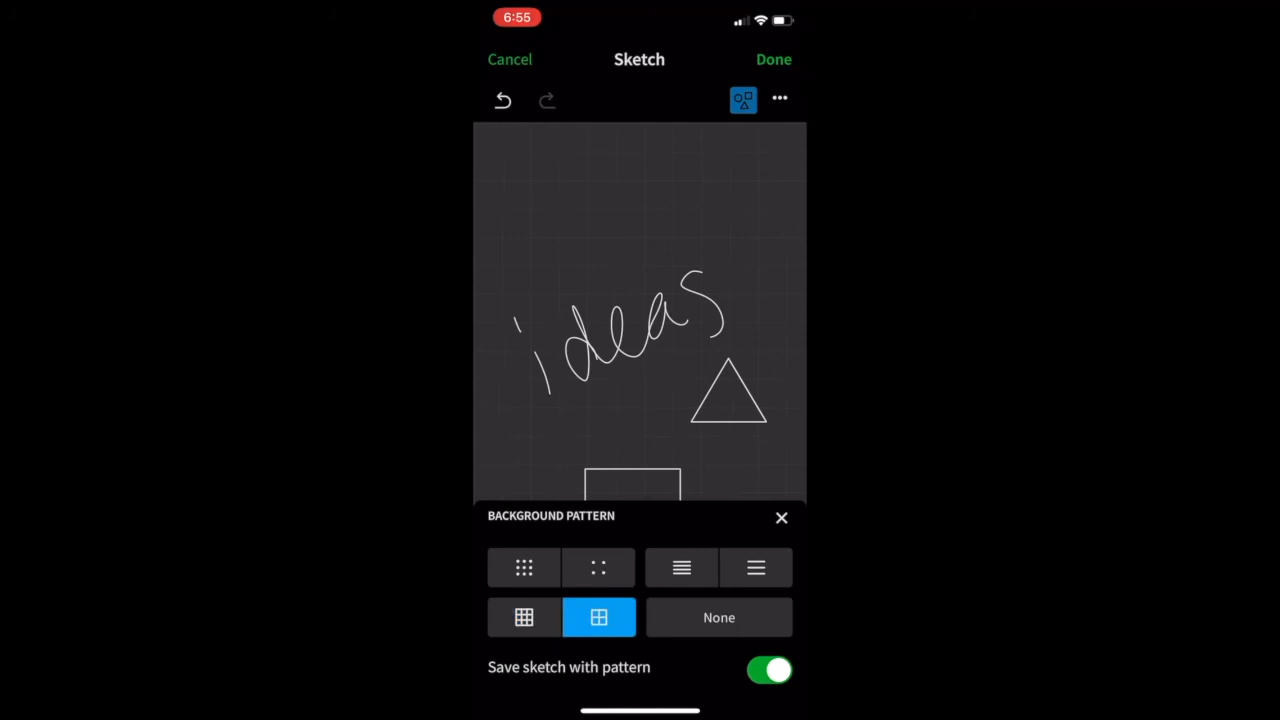 6:55
Cancel Sketch Done
ideas
BACKGROUND PATTERN
None
Save sketch with pattern